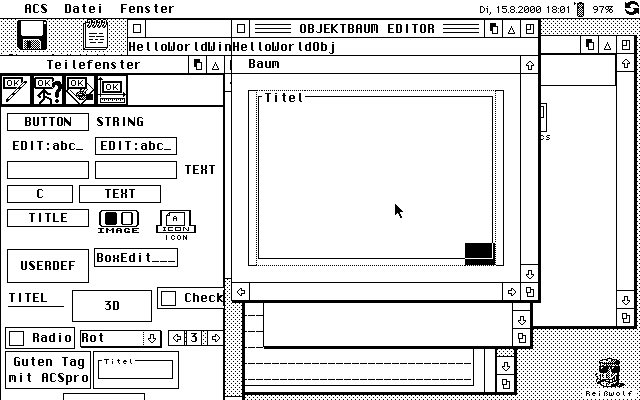 ACS Datei Fenster Di, 15.8.2000 18:01 97%
OBJEKTBAUM EDITOR
HelloWorldWinHelloWorldObj
Teilefenster
Baum
OK OK OK OK
Titel
BUTTON STRING
EDIT:abc_ EDIT:abc_
TEXT
C TEXT
TITLE
A
ICON
IMAGE
ICON
USERDEF
BoxEdit___
TITEL
3D
Check
Radio Rot 3
Guten Tag
mit ACSpro
Titel
Reißwolf